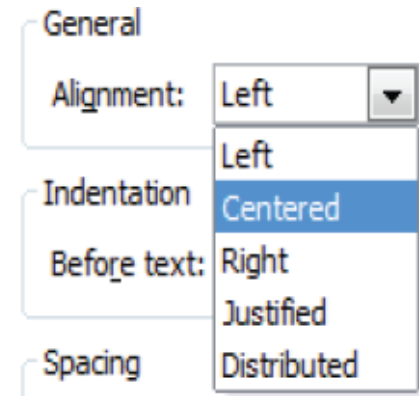 General
Alignment: Left
Left
Centered
Indentation
Before text: Right
Justified
Spacing Distributed